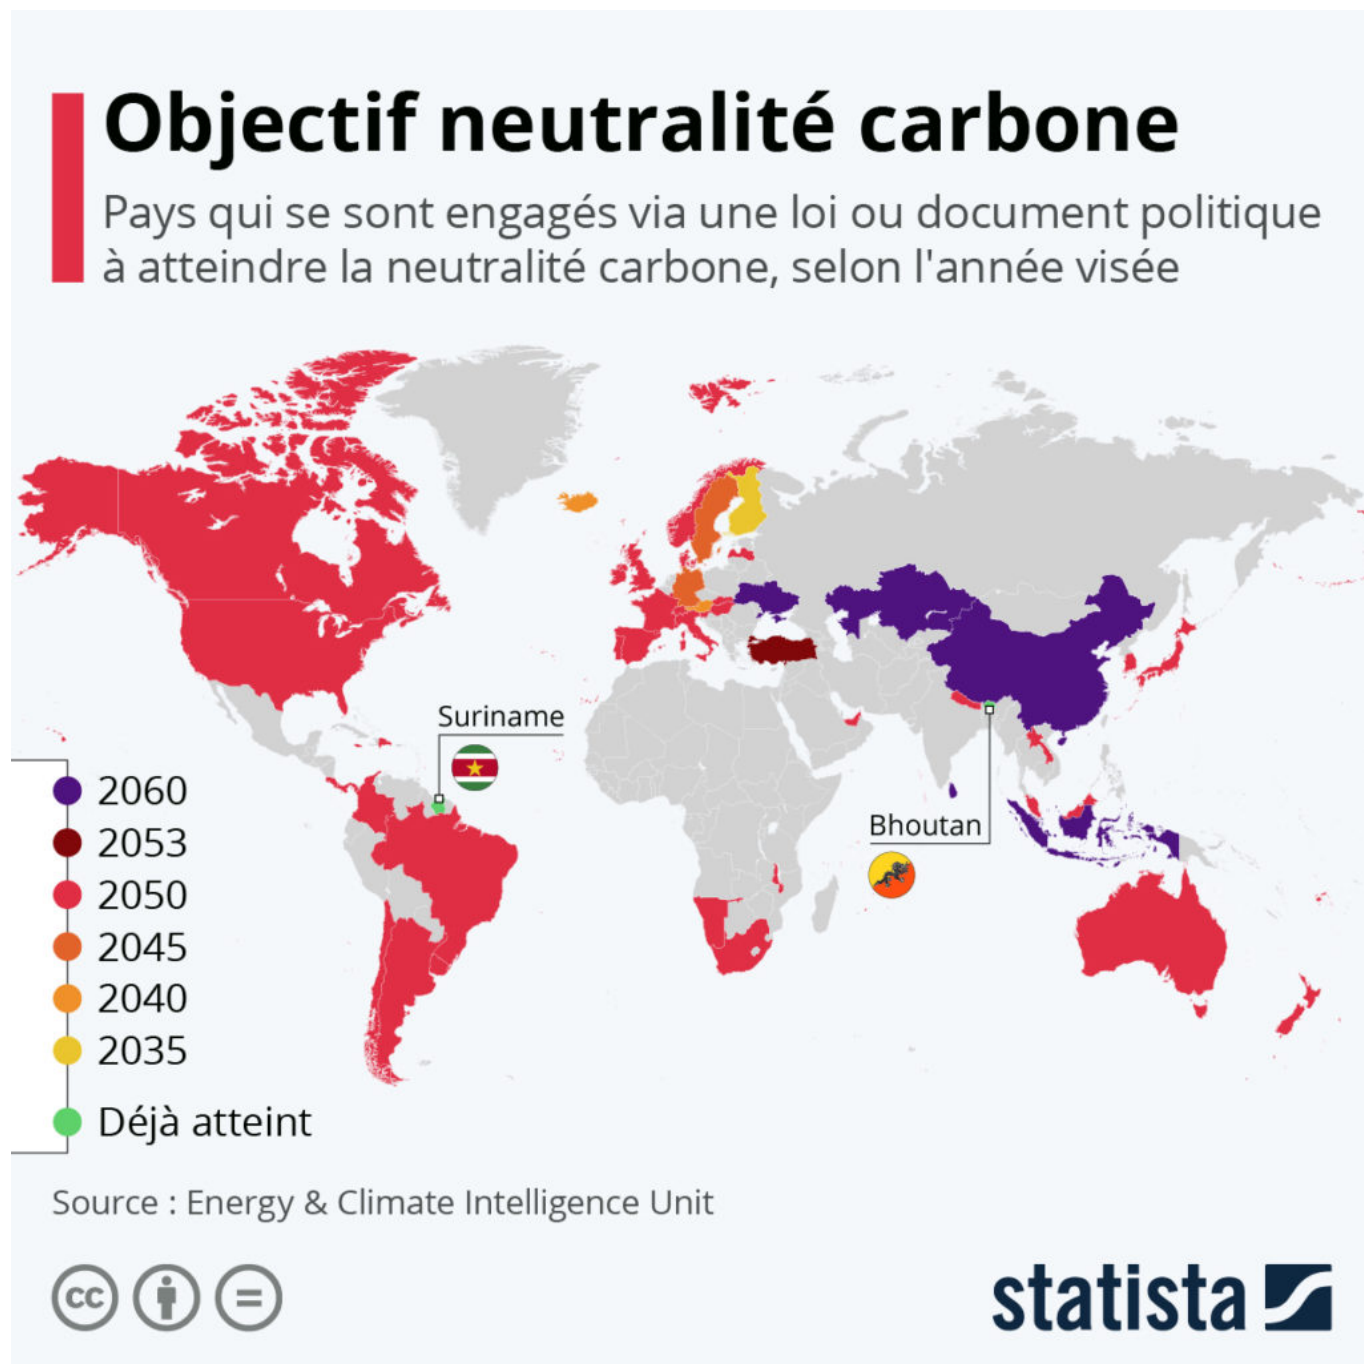 Objectif neutralité carbone
Pays qui se sont engagés via une loi ou document politique
à atteindre la neutralité carbone, selon l'année visée
Suriname
Bhoutan
2060
2053
2050
2045
2040
2035
Déjà atteint
Source : Energy & Climate Intelligence Unit
cc
statista